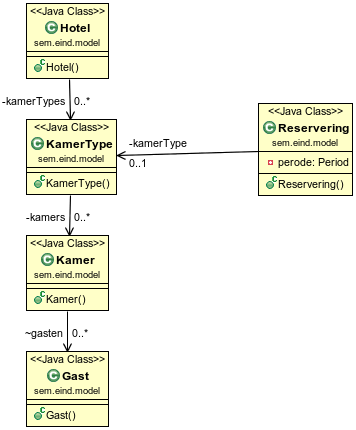 <<Java Class>>
Hotel
sem.eind.model
Hotel()
-kamerTypes 0..*
<<Java Class>>
KamerType
sem.eind.model
KamerType()
-kamerType
0..1
<<Java Class>>
Reservering
sem.eind.model
perode: Period
Reservering()
-kamers 0..*
<<Java Class>>
Kamer
sem.eind.model
Kamer()
~gasten 0..*
<<Java Class>>
Gast
sem.eind.model
Gast()